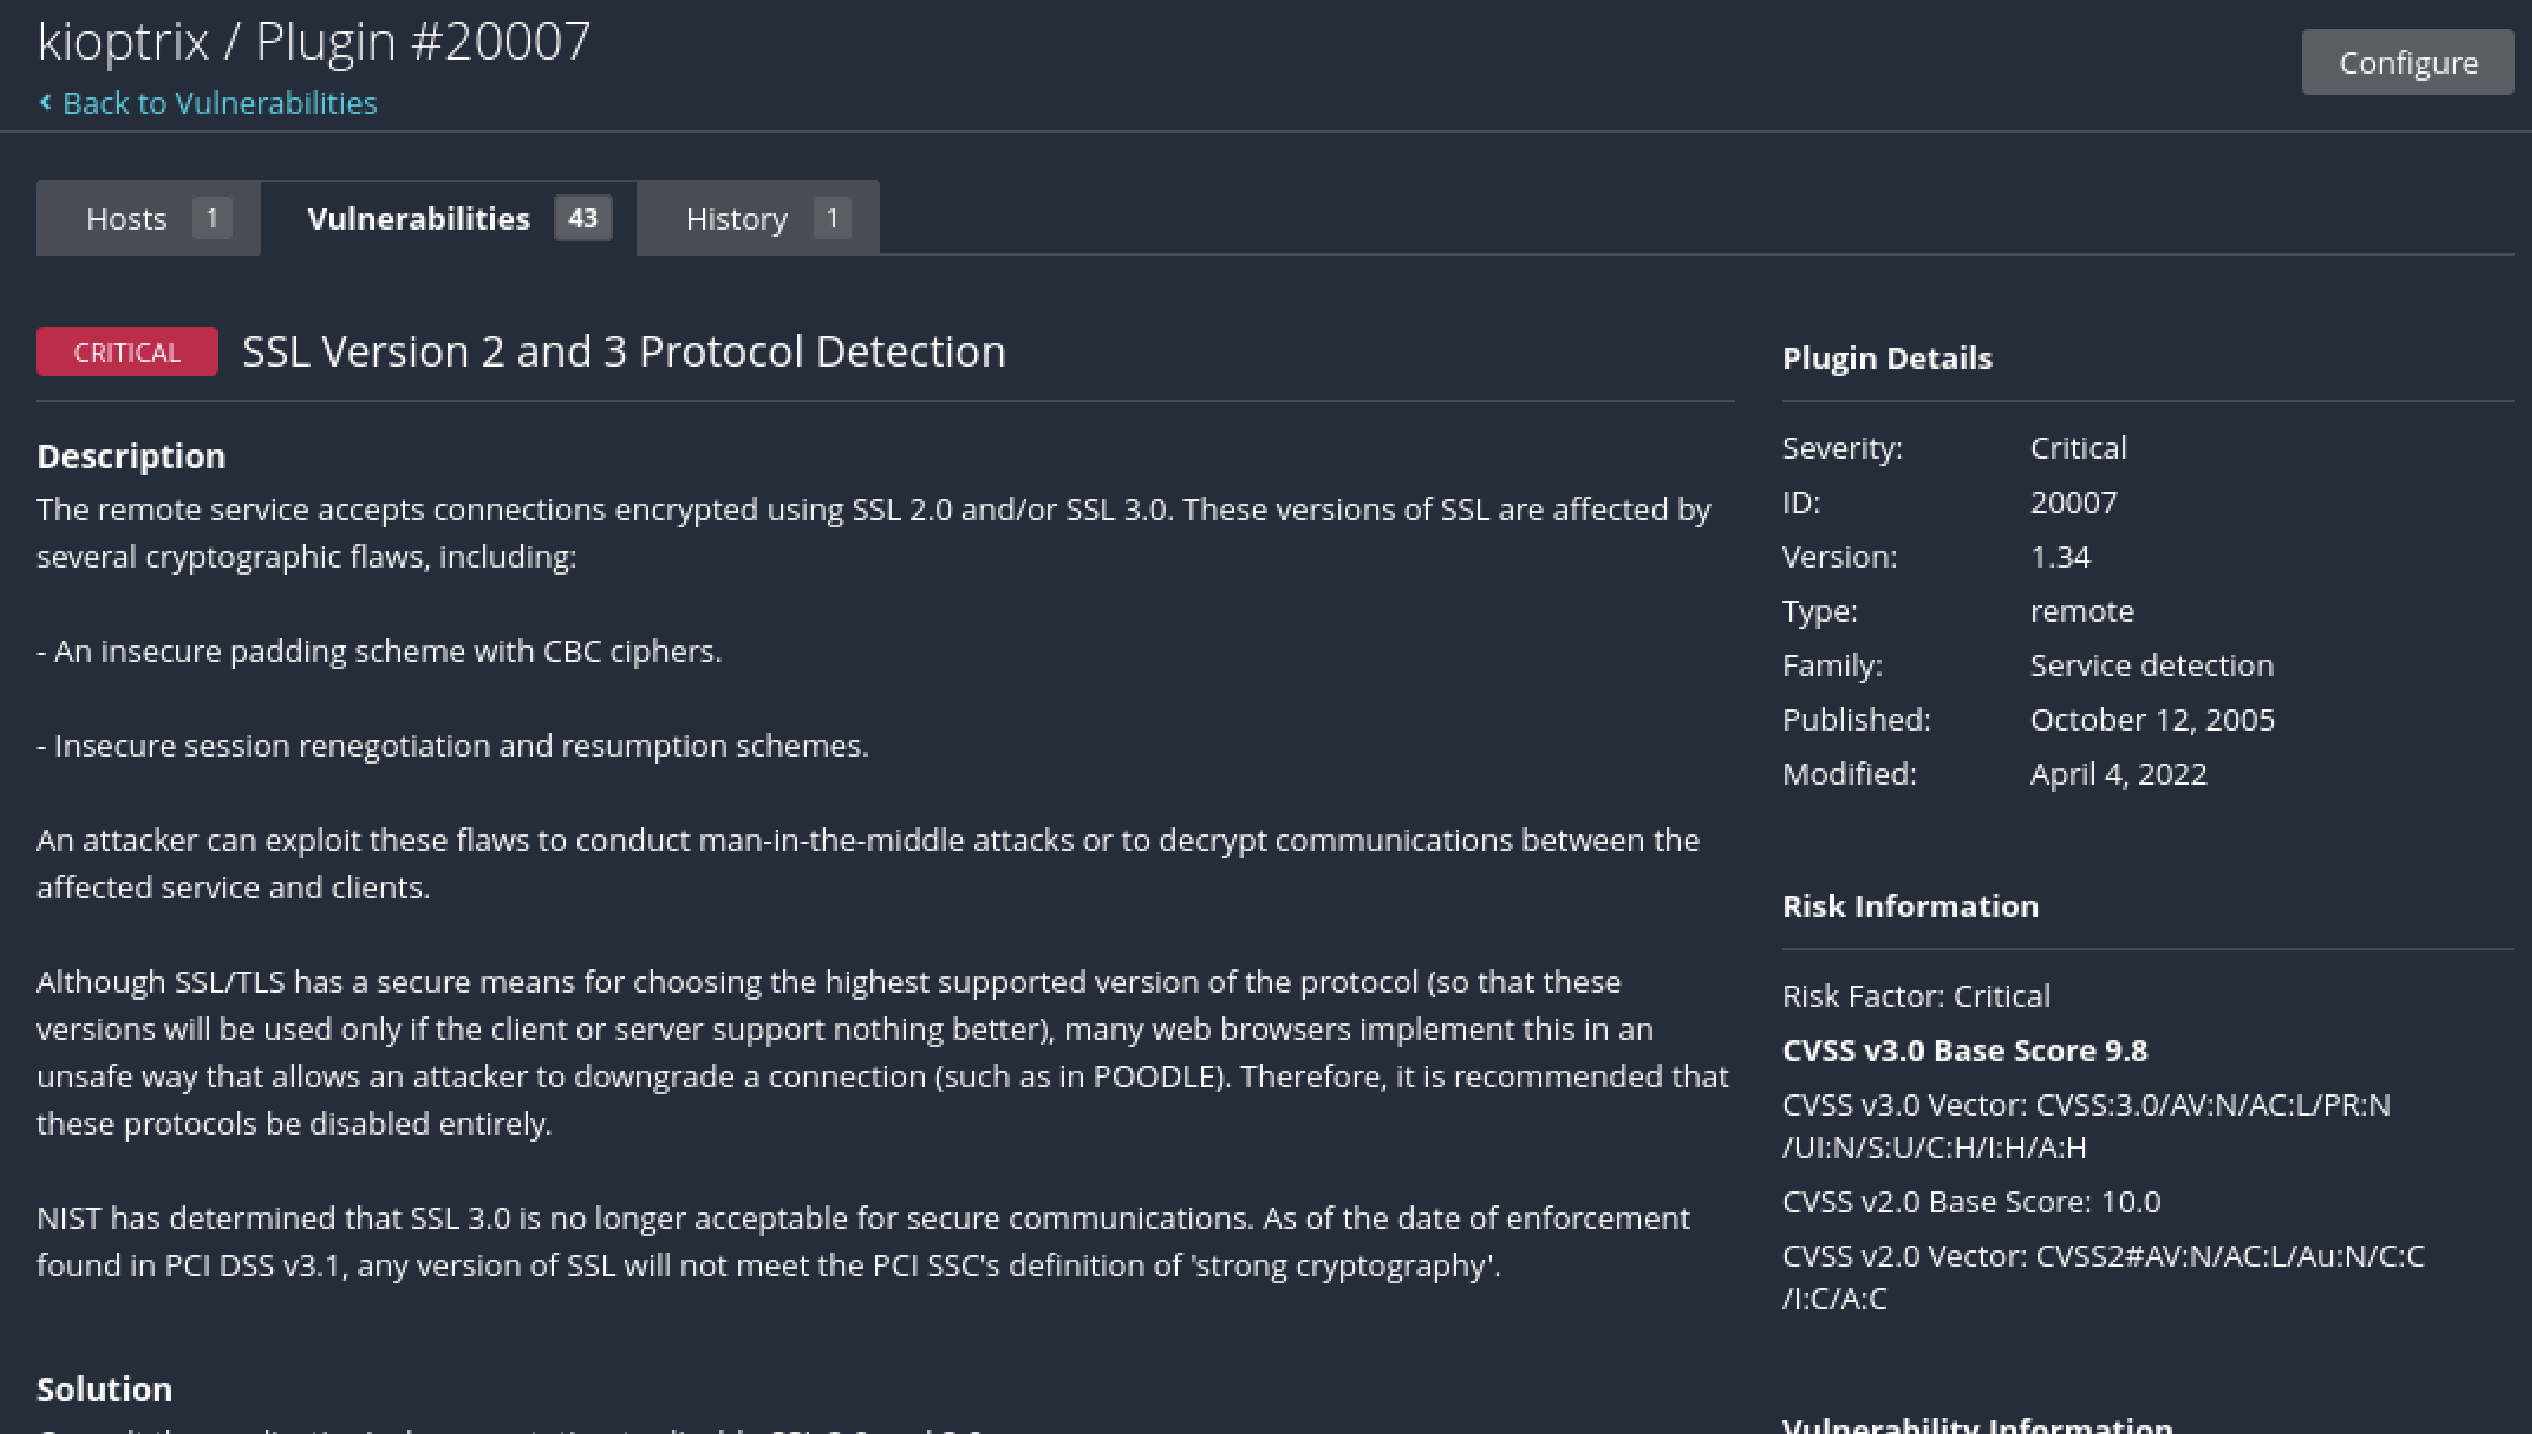 kioptrix / Plugin #20007
Configure
‹ Back to Vulnerabilities
Hosts 1
Vulnerabilities 43
History 1
CRITICAL
SSL Version 2 and 3 Protocol Detection
Description
The remote service accepts connections encrypted using SSL 2.0 and/or SSL 3.0. These versions of SSL are affected by
several cryptographic flaws, including:
- An insecure padding scheme with CBC ciphers.
- Insecure session renegotiation and resumption schemes.
An attacker can exploit these flaws to conduct man-in-the-middle attacks or to decrypt communications between the
affected service and clients.
Although SSL/TLS has a secure means for choosing the highest supported version of the protocol (so that these
versions will be used only if the client or server support nothing better), many web browsers implement this in an
unsafe way that allows an attacker to downgrade a connection (such as in POODLE). Therefore, it is recommended that
these protocols be disabled entirely.
NIST has determined that SSL 3.0 is no longer acceptable for secure communications. As of the date of enforcement
found in PCI DSS v3.1, any version of SSL will not meet the PCI SSC's definition of 'strong cryptography'.
Solution
Plugin Details
Severity: Critical
ID: 20007
Version: 1.34
Type: remote
Family: Service detection
Published: October 12, 2005
Modified: April 4, 2022
Risk Information
Risk Factor: Critical
CVSS v3.0 Base Score 9.8
CVSS v3.0 Vector: CVSS:3.0/AV:N/AC:L/PR:N
/UI:N/S:U/C:H/I:H/A:H
CVSS v2.0 Base Score: 10.0
CVSS v2.0 Vector: CVSS2#AV:N/AC:L/Au:N/C:C
/I:C/A:C
Vulnerability Information